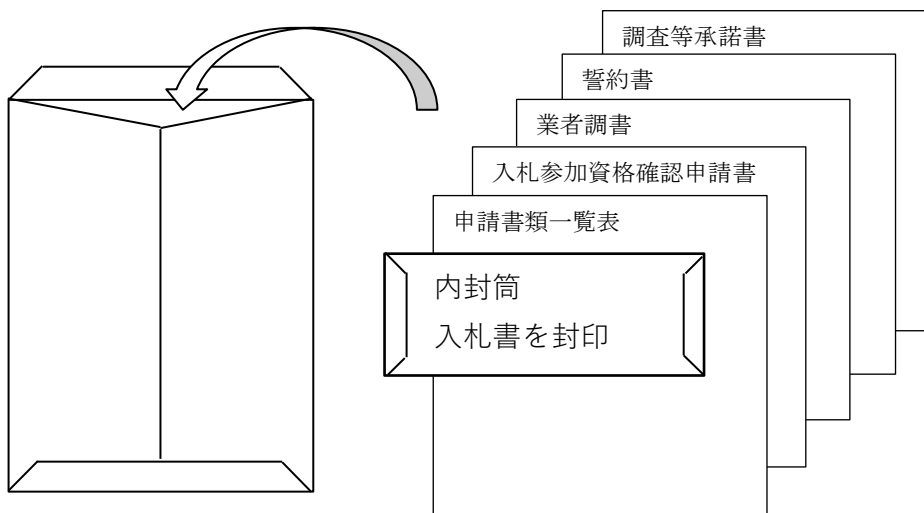 調査等承諾書
誓約書
業者調書
入札参加資格確認申請書
申請書類一覧表
内封筒
入札書を封印